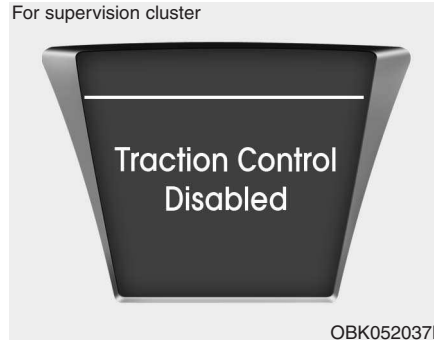 For supervision cluster
Traction Control
Disabled
OBK052037